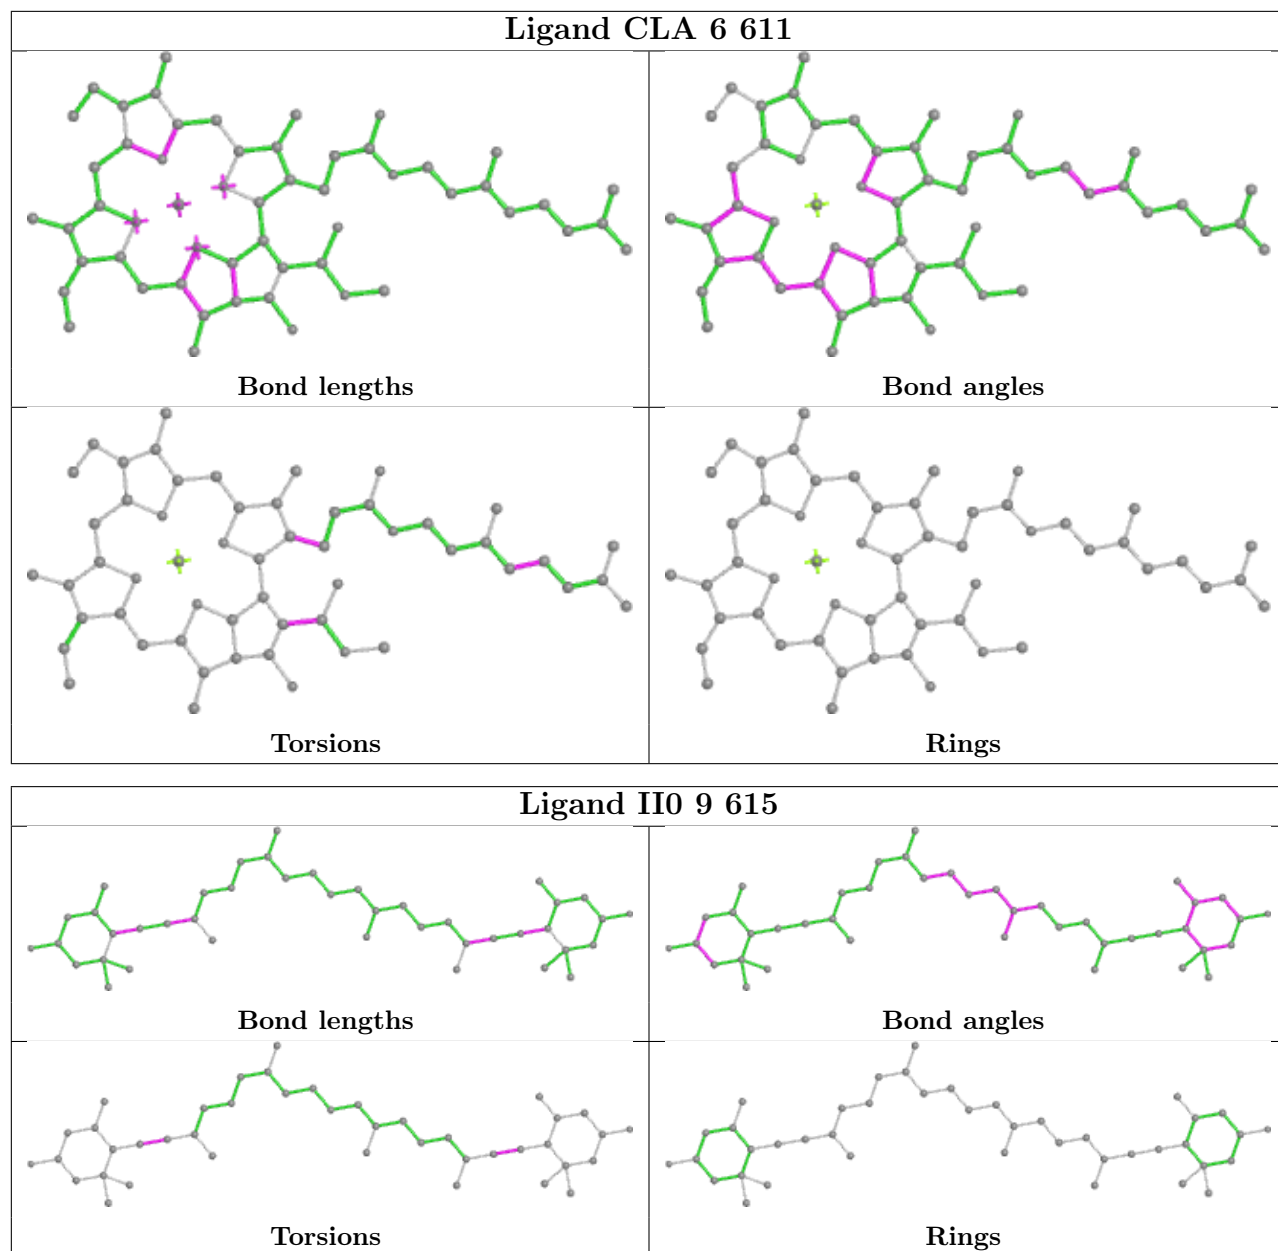 Ligand CLA 6 611
Bond lengths
Bond angles
Torsions
Rings
Ligand II0 9 615
Bond lengths
Bond angles
Torsions
Rings